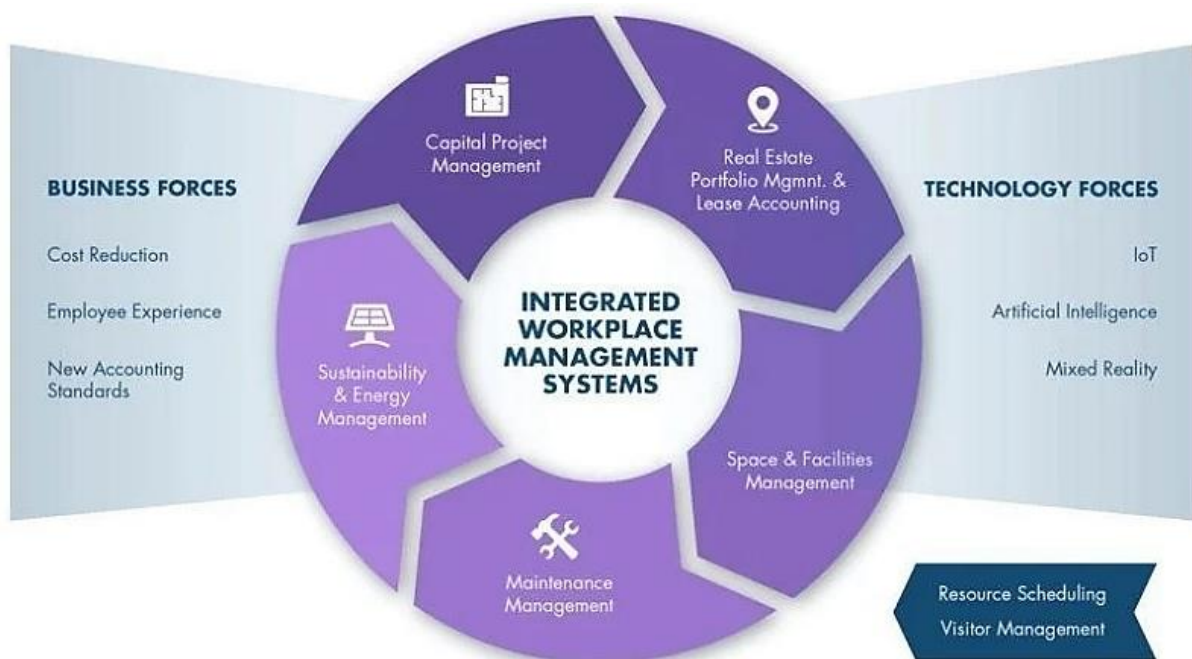 Capital Project
Management
Real Estate
Portfolio Mgmnt. &
Lease Accounting
BUSINESS FORCES
Cost Reduction
Employee Experience
New Accounting
Standards
TECHNOLOGY FORCES
IoT
Artificial Intelligence
Mixed Reality
INTEGRATED
WORKPLACE
MANAGEMENT
SYSTEMS
Sustainability
& Energy
Management
Space & Facilities
Management
Maintenance
Management
Resource Scheduling
Visitor Management